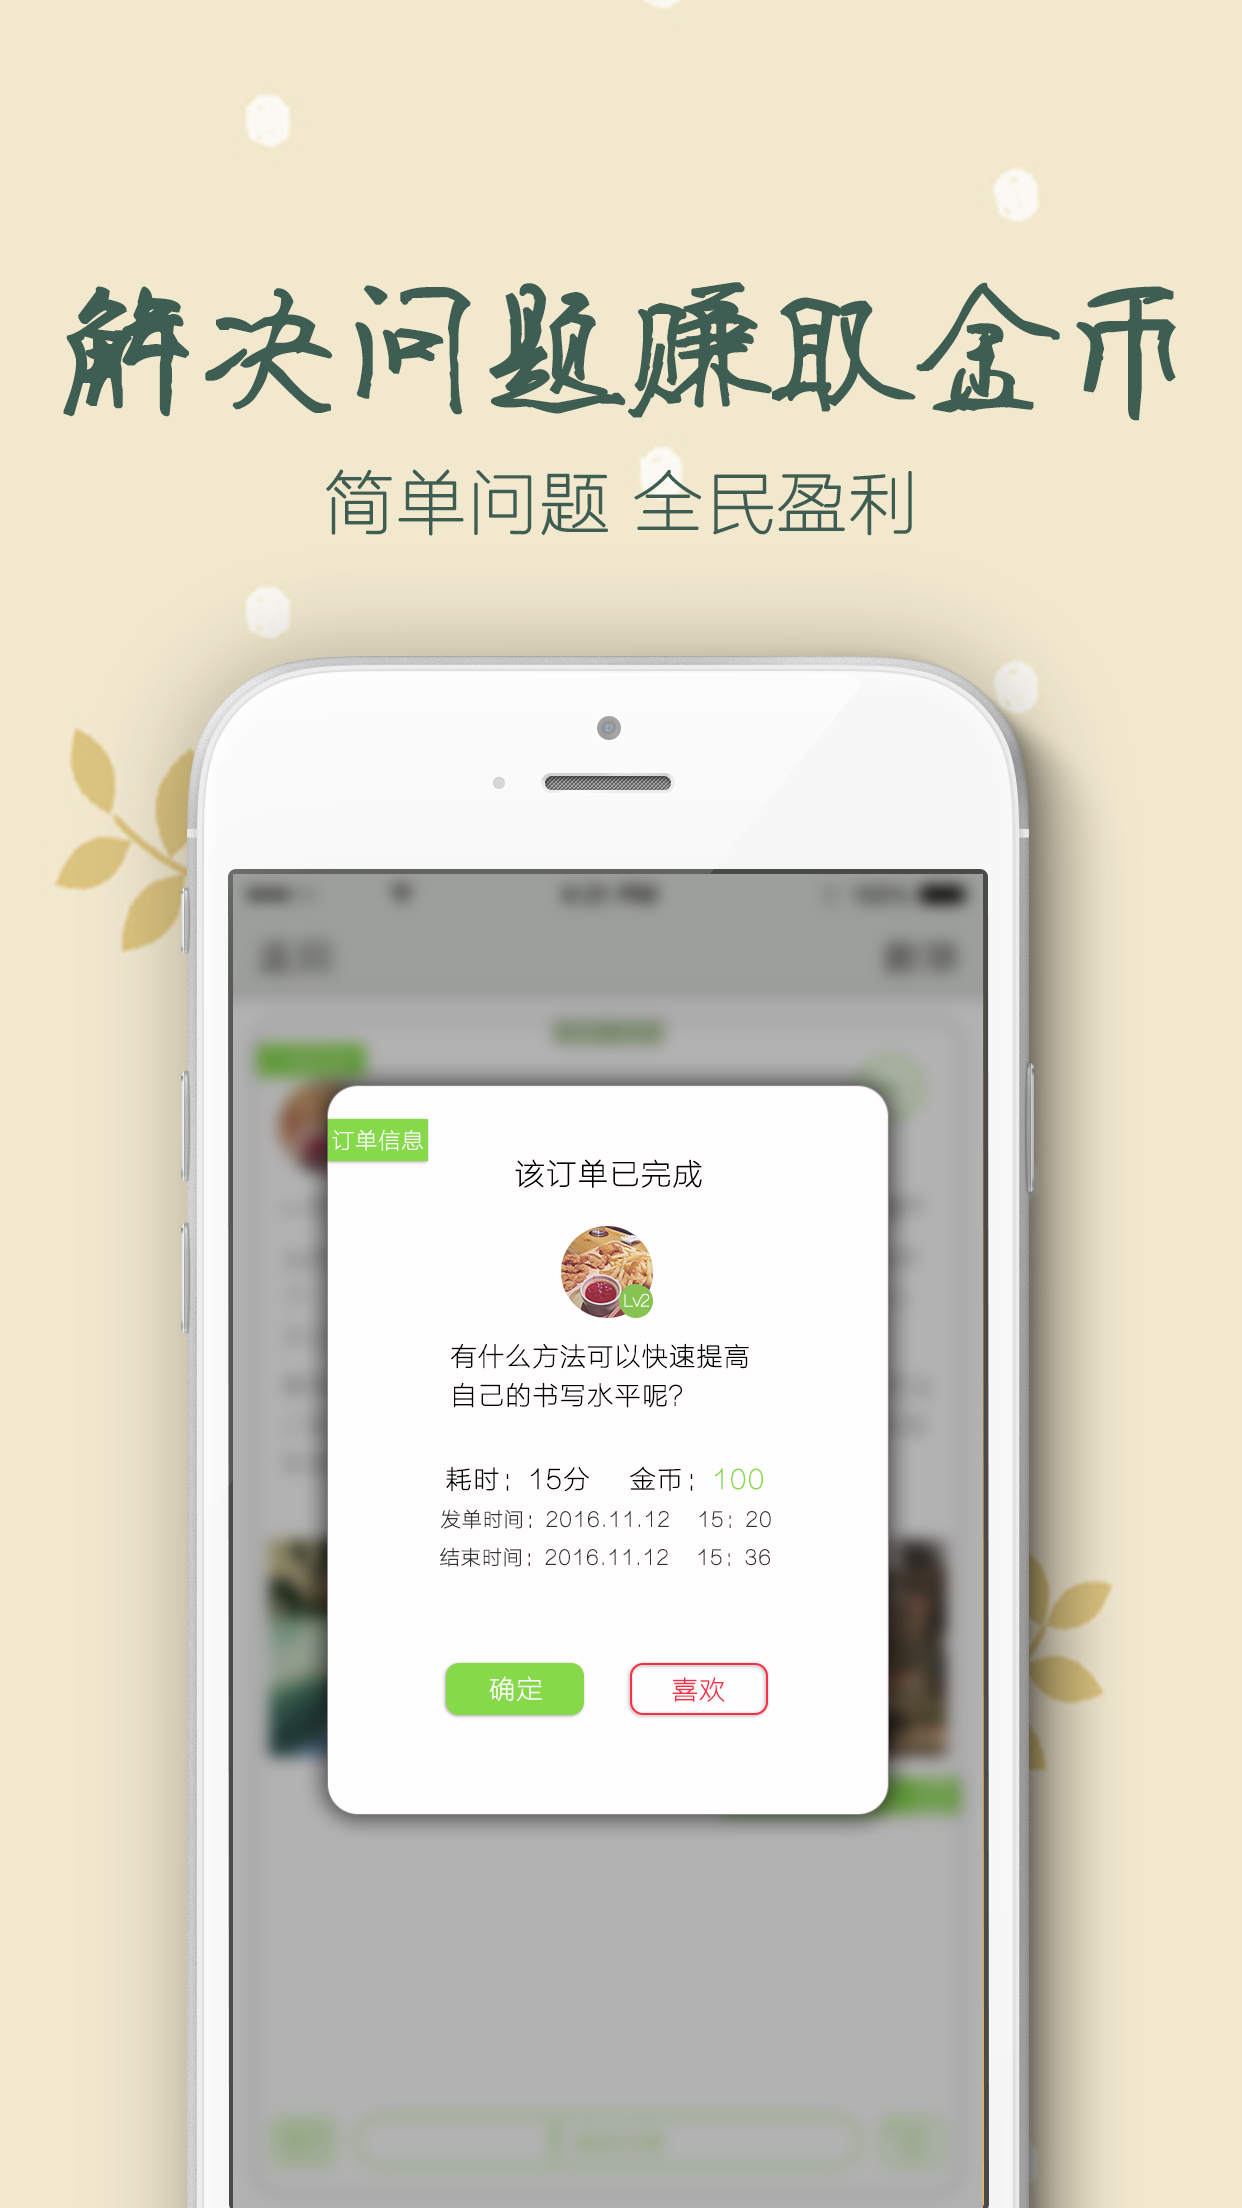 解决问题赚取金币
简单问题 全民盈利
订单信息
该订单已完成
Lv2
有什么方法可以快速提高
自己的书写水平呢?
耗时：15分 金币：100
发单时间：2016.11.12 15：20
结束时间：2016.11.12 15：36
确定 喜欢